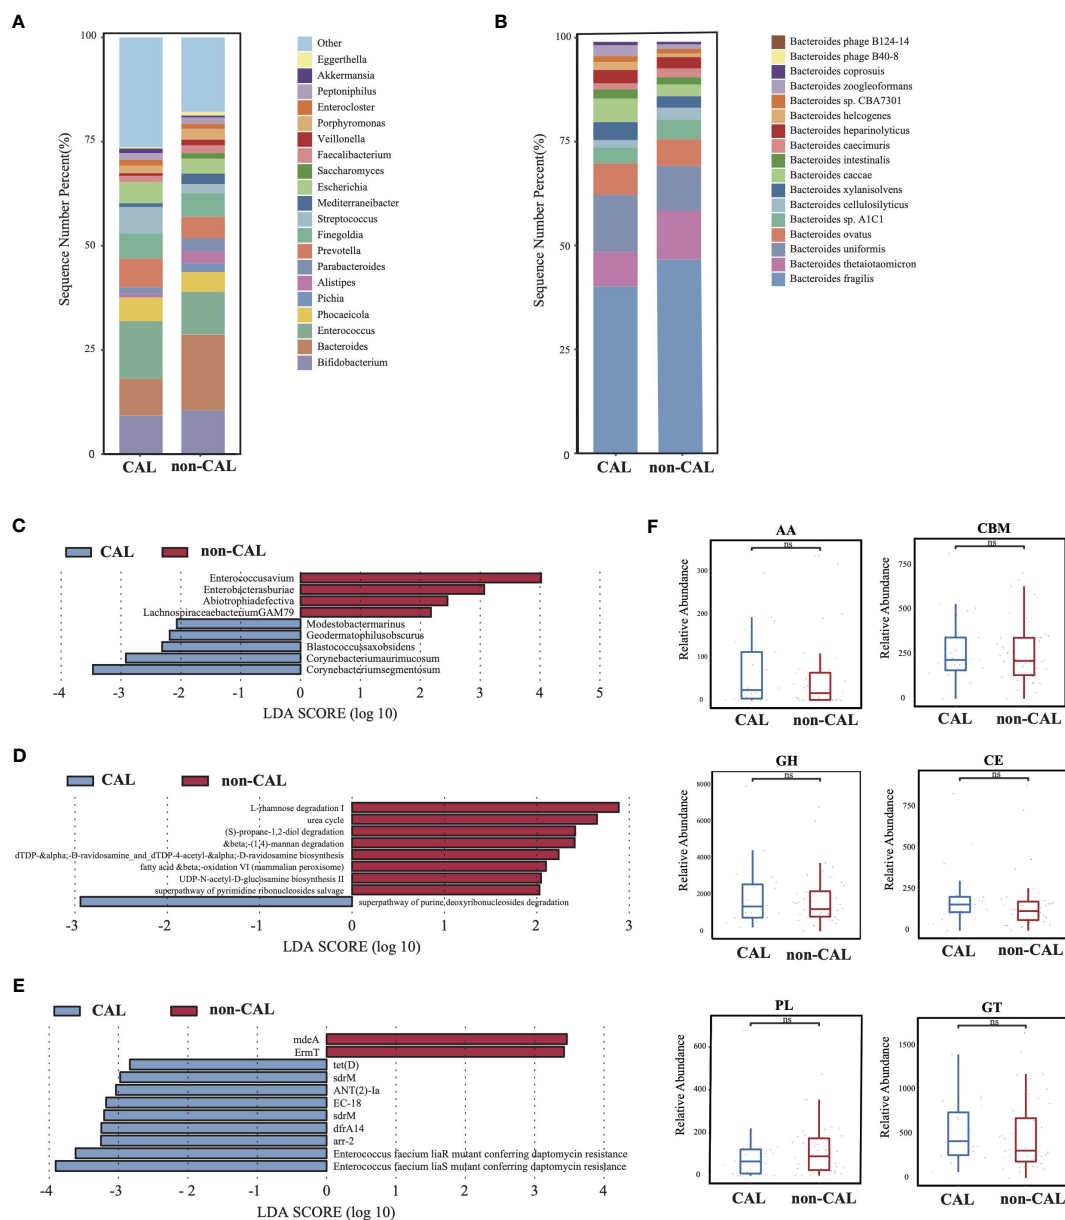 A
100
75
50
25
0
Sequence Number Percent(%)
CAL
non-CAL
Other
Eggerthella
Akkermansia
Peptoniphilus
Enterocloster
Porphyromonas
Veillonella
Faecalibacterium
Saccharomyces
Escherichia
Mediterraneibacter
Streptococcus
Finegoldia
Prevotella
Parabacteroides
Alistipes
Pichia
Phocaeicola
Enterococcus
Bacteroides
Bifidobacterium
B
100
75
50
25
0
Sequence Number Percent(%)
CAL
non-CAL
Bacteroides phage B124-14
Bacteroides phage B40-8
Bacteroides coprosuis
Bacteroides zoogleoformans
Bacteroides sp. CBA7301
Bacteroides helcogenes
Bacteroides heparinolyticus
Bacteroides caecimuris
Bacteroides intestinalis
Bacteroides caccae
Bacteroides xylanisolvens
Bacteroides cellulosilyticus
Bacteroides sp. A1C1
Bacteroides ovatus
Bacteroides uniformis
Bacteroides thetaiotaomicron
Bacteroides fragilis
C
CAL
non-CAL
Enterococcusavium
Enterobacterasburiae
Abiotrophiadefectiva
LachnospiraceaebacteriumGAM79
Modestobactermarinus
Geodermatophilusobscurus
Blastococcussaxobsidens
Corynebacteriumaurimucosum
Corynebacteriumsegmentosum
-4 -3 -2 -1 0 1 2 3 4 5
LDA SCORE (log 10)
D
CAL
non-CAL
L-rhamnose degradation I
urea cycle
(S)-propane-1,2-diol degradation
&beta;-(1,4)-mannan degradation
dTDP-&alpha;-D-ravidosamine_and_dTDP-4-acetyl-&alpha;-D-ravidosamine biosynthesis
fatty acid &beta;-oxidation VI (mammalian peroxisome)
UDP-N-acetyl-D-glucosamine biosynthesis II
superpathway of pyrimidine ribonucleosides salvage
superpathway of purine deoxyribonucleosides degradation
-3 -2 -1 0 1 2 3
LDA SCORE (log 10)
E
CAL
non-CAL
mdeA
ErmT
tet(D)
sdrM
ANT(2)-Ia
EC-18
sdrM
dfrA14
arr-2
Enterococcus faecium liaR mutant conferring daptomycin resistance
Enterococcus faecium liaS mutant conferring daptomycin resistance
-4 -3 -2 -1 0 1 2 3 4
LDA SCORE (log 10)
F
AA
ns
300
200
100
0
Relative Abundance
CAL
non-CAL
CBM
ns
750
500
250
0
Relative Abundance
CAL
non-CAL
GH
ns
8000
6000
4000
2000
0
Relative Abundance
CAL
non-CAL
CE
ns
750
500
250
0
Relative Abundance
CAL
non-CAL
PL
ns
600
400
200
0
Relative Abundance
CAL
non-CAL
GT
ns
1500
1000
500
0
Relative Abundance
CAL
non-CAL